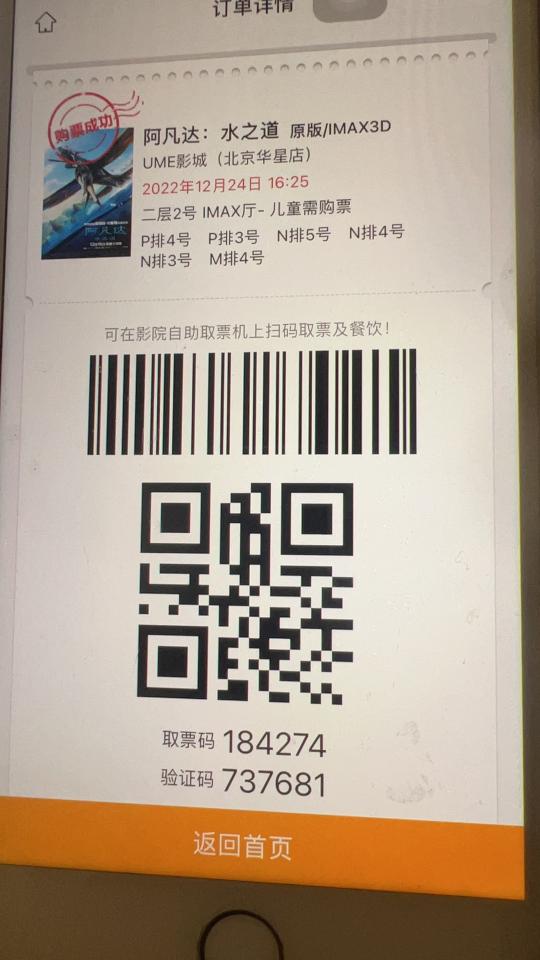 订单详情
购票成功
阿凡达：水之道 原版/IMAX3D
UME影城（北京华星店）
2022年12月24日 16:25
二层2号 IMAX厅- 儿童需购票
P排4号 P排3号 N排5号 N排4号
N排3号 M排4号
阿凡达
可在影院自助取票机上扫码取票及餐饮！
取票码 184274
验证码 737681
返回首页